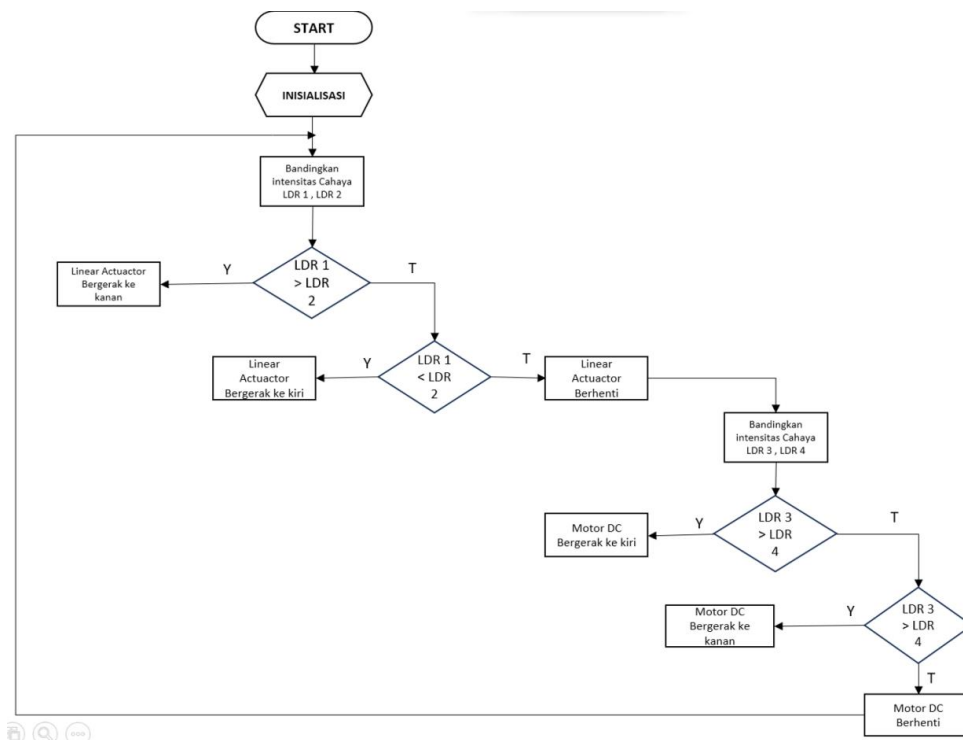 START
INISIALISASI
Bandingkan
intensitas Cahaya
LDR 1 , LDR 2
LDR 1
> LDR
2
Y
T
Linear Actuactor
Bergerak ke
kanan
LDR 1
< LDR
2
Y
T
Linear
Actuactor
Bergerak ke kiri
Linear
Actuactor
Berhenti
Bandingkan
intensitas Cahaya
LDR 3 , LDR 4
LDR 3
> LDR
4
Y
T
Motor DC
Bergerak ke kiri
LDR 3
> LDR
4
Y
T
Motor DC
Bergerak ke
kanan
Motor DC
Berhenti